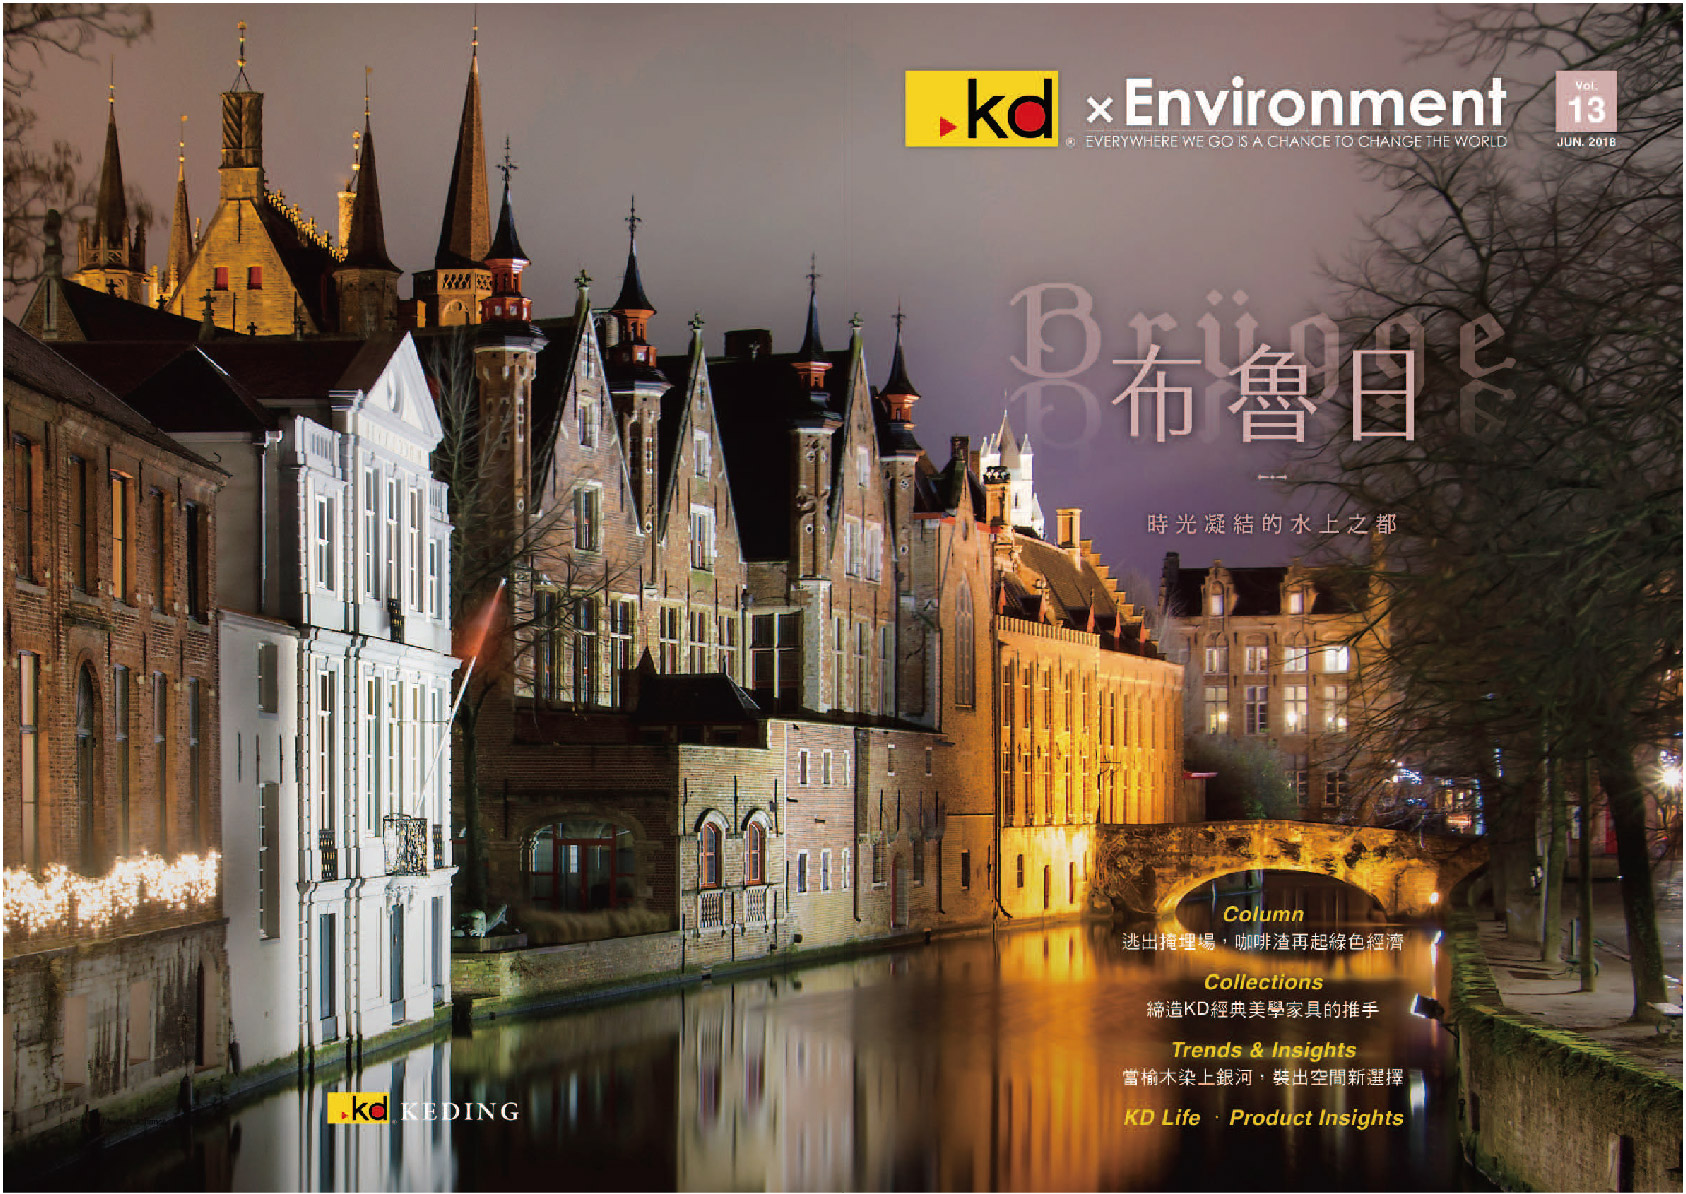 kd
® × Environment
EVERYWHERE WE GO IS A CHANCE TO CHANGE THE WORLD
Vol.
13
JUN. 2018
Brügge
布魯日
時光凝結的水上之都
Column
逃出掩埋場，咖啡渣再起綠色經濟
Collections
締造KD經典美學家具的推手
Trends & Insights
當榆木染上銀河，裝出空間新選擇
KD Life · Product Insights
kd® KEDING